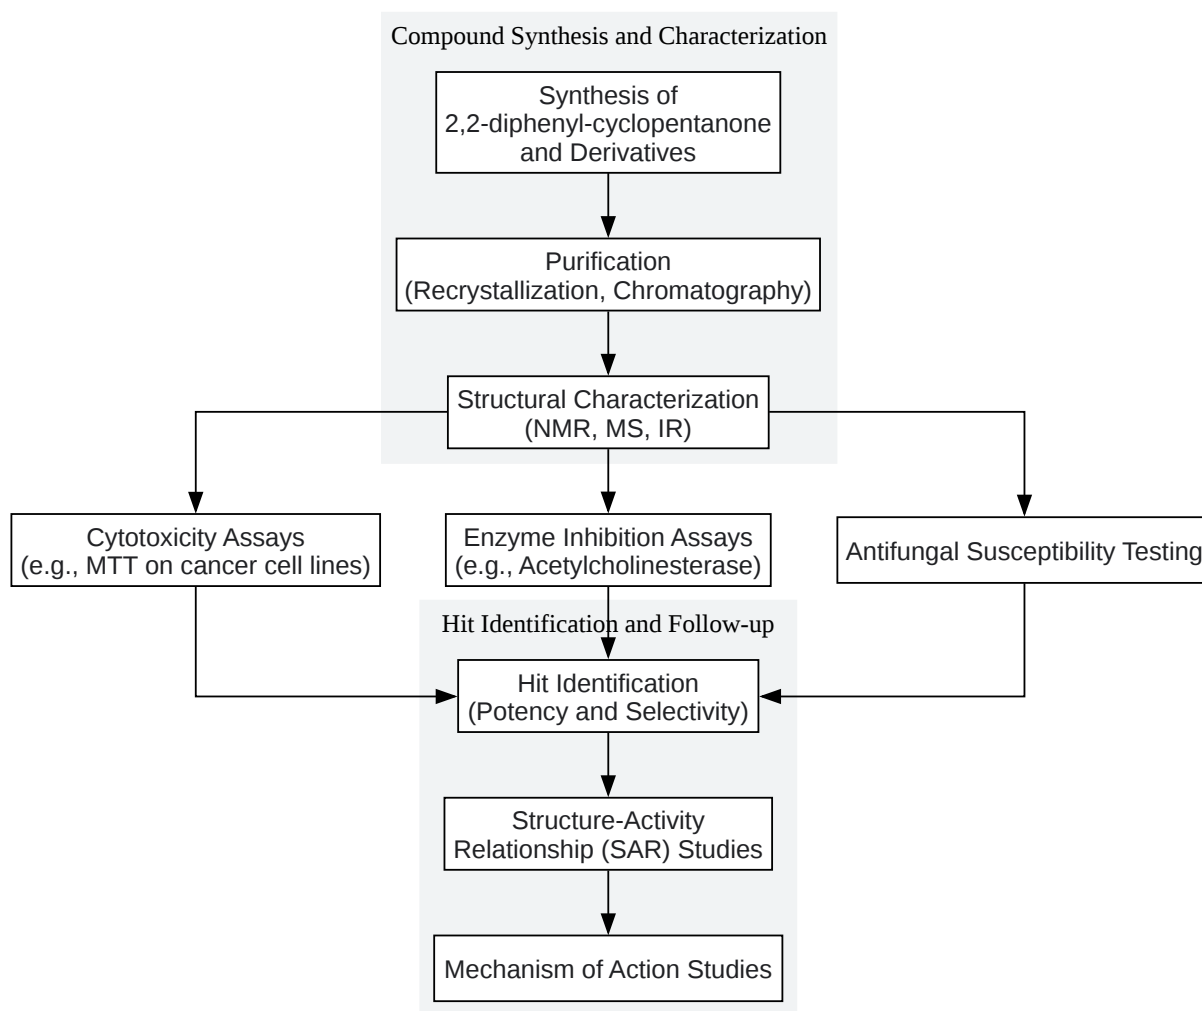 Compound Synthesis and Characterization
Synthesis of
2,2-diphenyl-cyclopentanone
and Derivatives
Purification
(Recrystallization, Chromatography)
Structural Characterization
(NMR, MS, IR)
Cytotoxicity Assays
(e.g., MTT on cancer cell lines)
Enzyme Inhibition Assays
(e.g., Acetylcholinesterase)
Antifungal Susceptibility Testing
Hit Identification and Follow-up
Hit Identification
(Potency and Selectivity)
Structure-Activity
Relationship (SAR) Studies
Mechanism of Action Studies